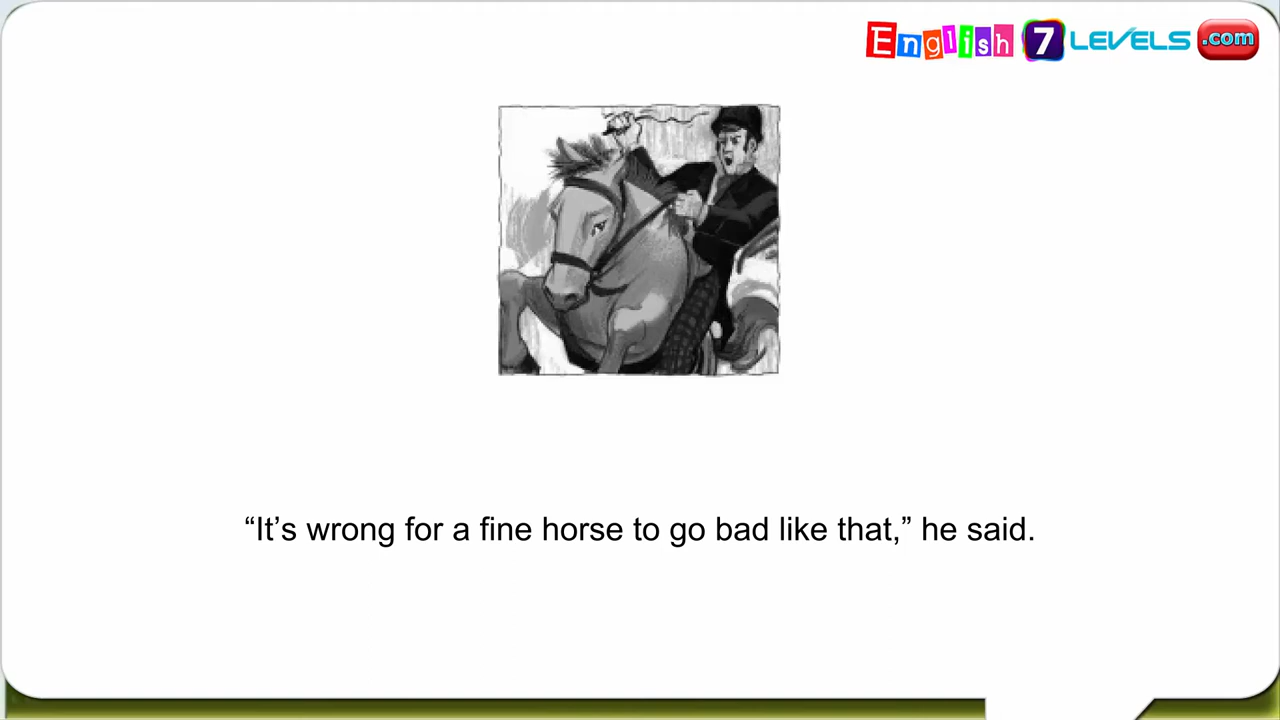 English 7 LEVELS .com
“It’s wrong for a fine horse to go bad like that,” he said.